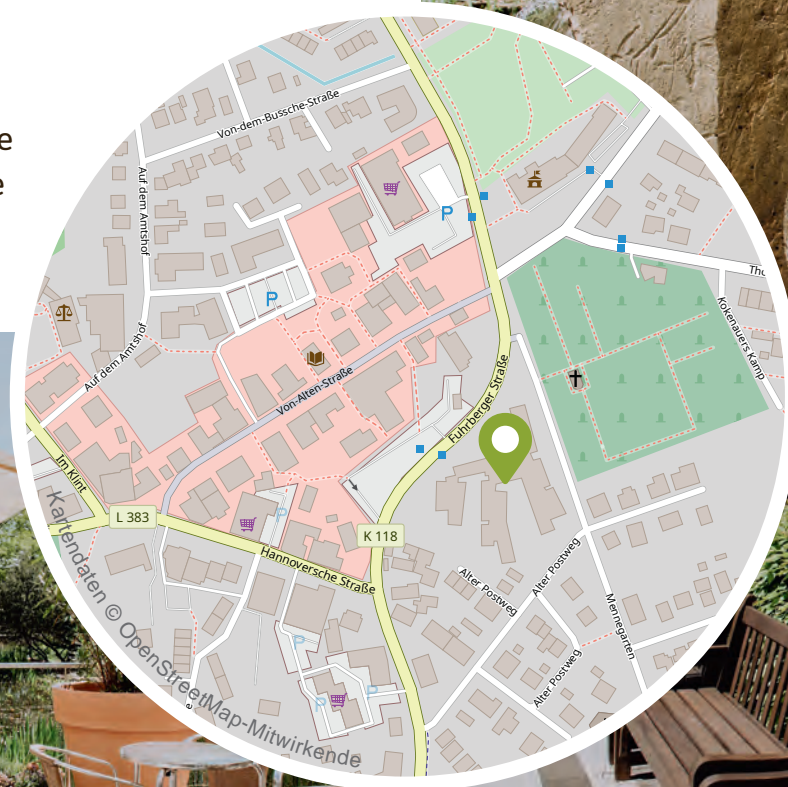 e
e
Von-dem-Bussche-Straße
Auf dem Amtshof
P
P
Tho
Kokenauers Kamp
Auf dem Amtshof
Von-Alten-Straße
Fuhrberger Straße
Im Klint
L 383
P
K 118
Hannoversche Straße
Alter Postweg
Alter Postweg
Mennegarten
Alter Postweg
P
P
P
e
Kartendaten © OpenStreetMap-Mitwirkende